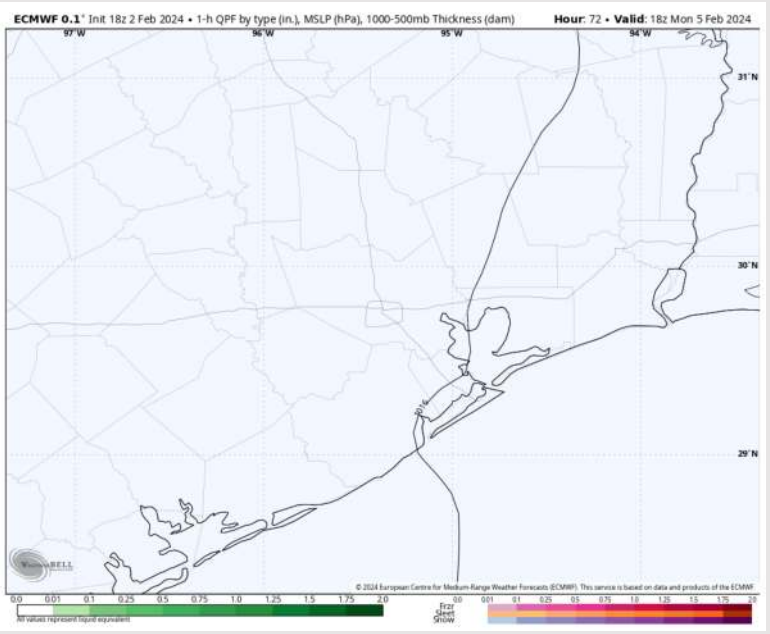 ECMWF 0.1° Init 18z 2 Feb 2024 • 1-h QPF by type (in.), MSLP (hPa), 1000-500mb Thickness (dam) Hour: 72 • Valid: 18z Mon 5 Feb 2024
97°W 96°W 95°W 94°W
31°N
30°N
1016
29°N
WeatherBELL
© 2024 European Centre for Medium-Range Weather Forecasts (ECMWF). This service is based on data and products of the ECMWF
0.0 0.01 0.1 0.25 0.5 1.0 1.25 1.5 1.75 2.0 0.0 0.01 0.1 0.25 0.5 0.75 1.0 1.25 1.5 1.75 2.0
Frzr
Sleet
Snow
All values represent liquid equivalent